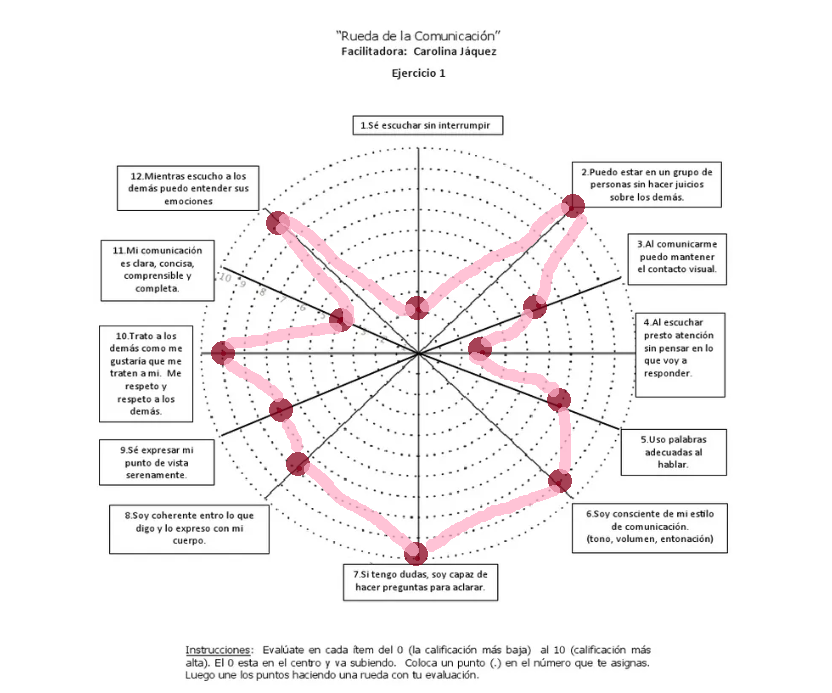 “Rueda de la Comunicación”
Facilitadora: Carolina Jáquez
Ejercicio 1
1.Sé escuchar sin interrumpir
12.Mientras escucho a los
demás puedo entender sus
emociones
2.Puedo estar en un grupo de
personas sin hacer juicios
sobre los demás.
11.Mi comunicación
es clara, concisa,
comprensible y
completa.
3.Al comunicarme
puedo mantener
el contacto visual.
10 9 8 7 6
10.Trato a los
demás como me
gustaría que me
traten a mi. Me
respeto y
respeto a los
demás.
4.Al escuchar
presto atención
sin pensar en lo
que voy a
responder.
9.Sé expresar mi
punto de vista
serenamente.
5.Uso palabras
adecuadas al
hablar.
8.Soy coherente entro lo que
digo y lo expreso con mi
cuerpo.
6.Soy consciente de mi estilo
de comunicación.
(tono, volumen, entonación)
7.Si tengo dudas, soy capaz de
hacer preguntas para aclarar.
Instrucciones: Evalúate en cada ítem del 0 (la calificación más baja) al 10 (calificación más
alta). El 0 esta en el centro y va subiendo. Coloca un punto (.) en el número que te asignas.
Luego une los puntos haciendo una rueda con tu evaluación.